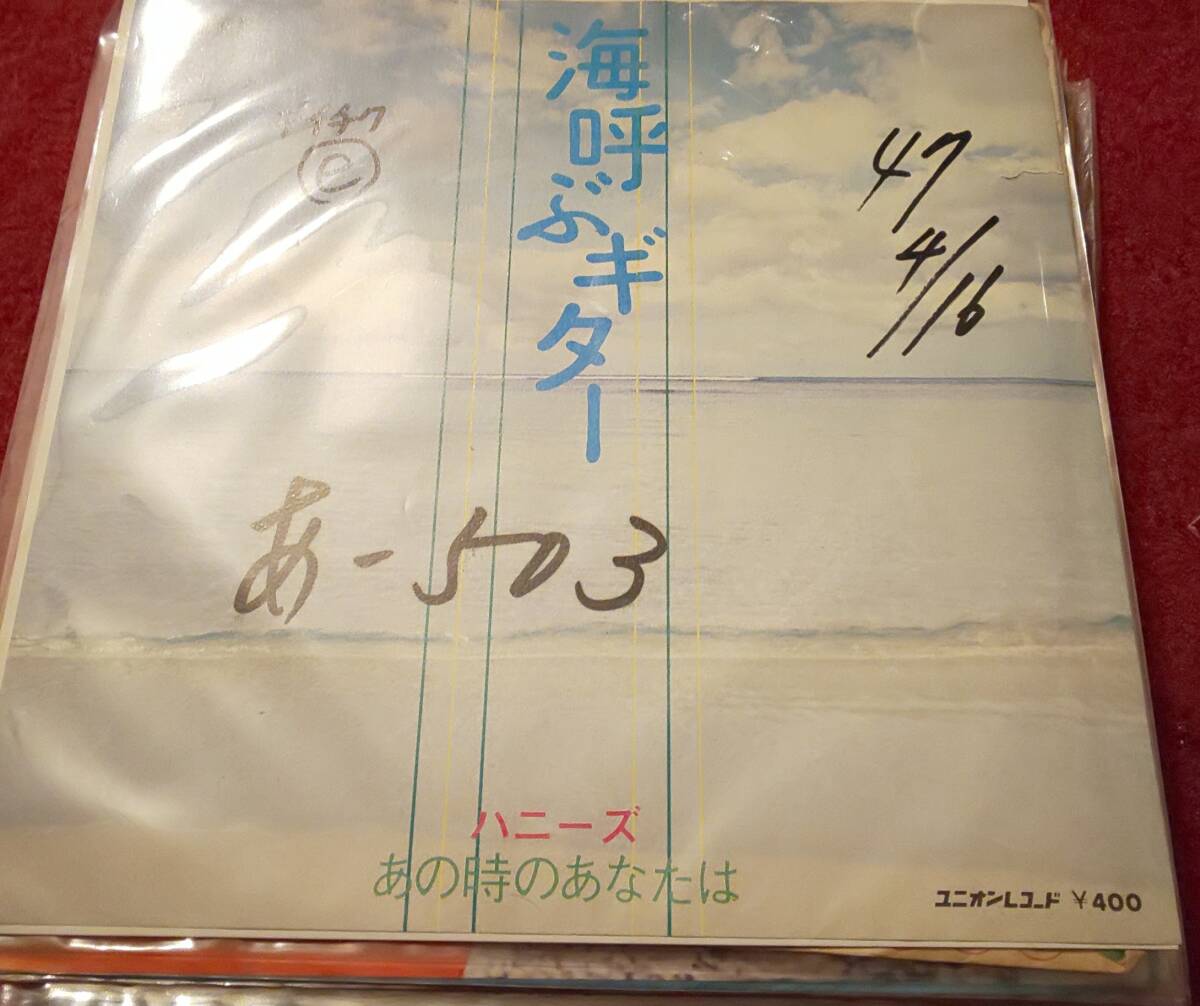 海呼ぶギター
47
4/16
あ-503
ハニーズ
あの時のあなたは
ユニオンレコード ¥400